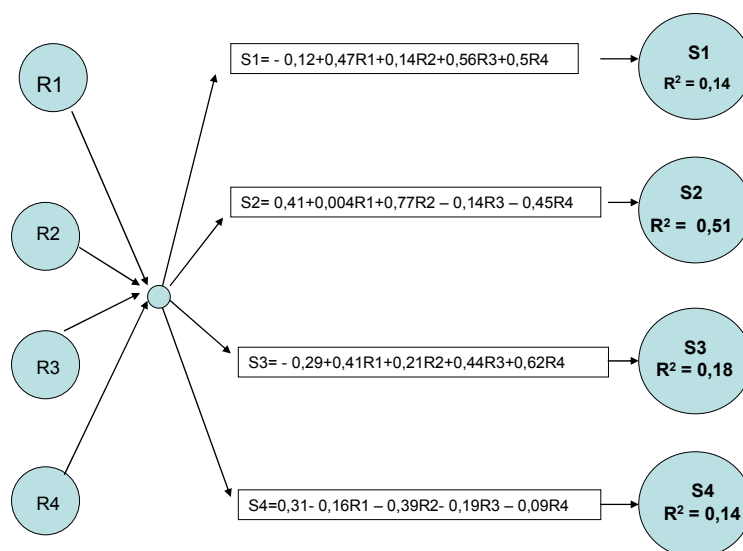 R1
S1= - 0,12+0,47R1+0,14R2+0,56R3+0,5R4
S1
R² = 0,14
R2
S2= 0,41+0,004R1+0,77R2 – 0,14R3 – 0,45R4
S2
R² = 0,51
R3
S3= - 0,29+0,41R1+0,21R2+0,44R3+0,62R4
S3
R² = 0,18
R4
S4=0,31- 0,16R1 – 0,39R2- 0,19R3 – 0,09R4
S4
R² = 0,14